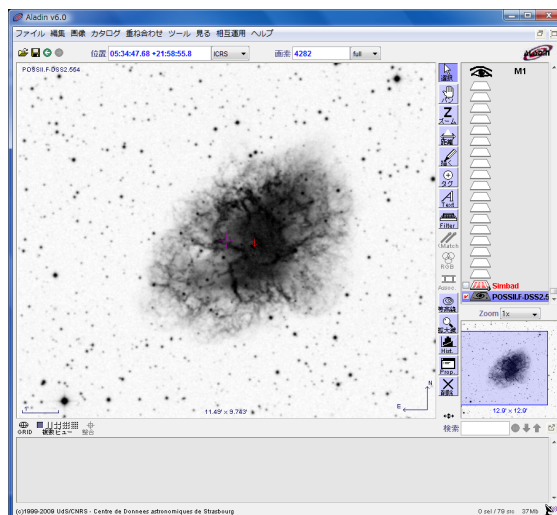 Aladin v6.0
ファイル 編集 画像 カタログ 重ね合わせ ツール 見る 相互運用 ヘルプ
位置 05:34:47.68 +21:58:55.8 ICRS 画素 4282 full
Aladin
POSSII.F-DSS2.564
M1
選択
パン
Z
ズーム
距離
描く
タグ
Text
Filter
XMatch
RGB
Assoc.
等高線
拡大鏡
Hist.
Prop.
削除
Simbad
POSSII.F-DSS2.5
Zoom 1x
1'
11.49' x 9.743'
N
E
12.9' x 12.9'
GRID 複数ビュー 整合
検索
(c)1999-2009 UdS/CNRS - Centre de Donnees astronomiques de Strasbourg
0 sel / 79 src 37Mb